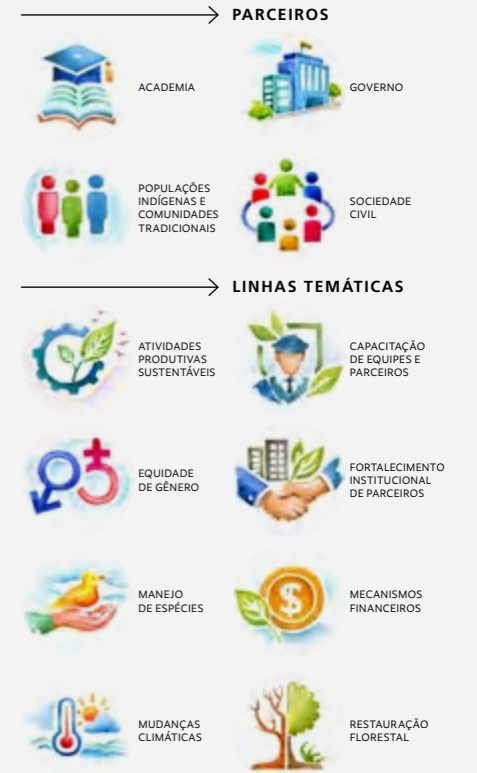 PARCEIROS
ACADEMIA
GOVERNO
POPULAÇÕES
INDÍGENAS E
COMUNIDADES
TRADICIONAIS
SOCIEDADE
CIVIL
LINHAS TEMÁTICAS
ATIVIDADES
PRODUTIVAS
SUSTENTÁVEIS
CAPACITAÇÃO
DE EQUIPES E
PARCEIROS
EQUIDADE
DE GÊNERO
FORTALECIMENTO
INSTITUCIONAL
DE PARCEIROS
MANEJO
DE ESPÉCIES
MECANISMOS
FINANCEIROS
MUDANÇAS
CLIMÁTICAS
RESTAURAÇÃO
FLORESTAL